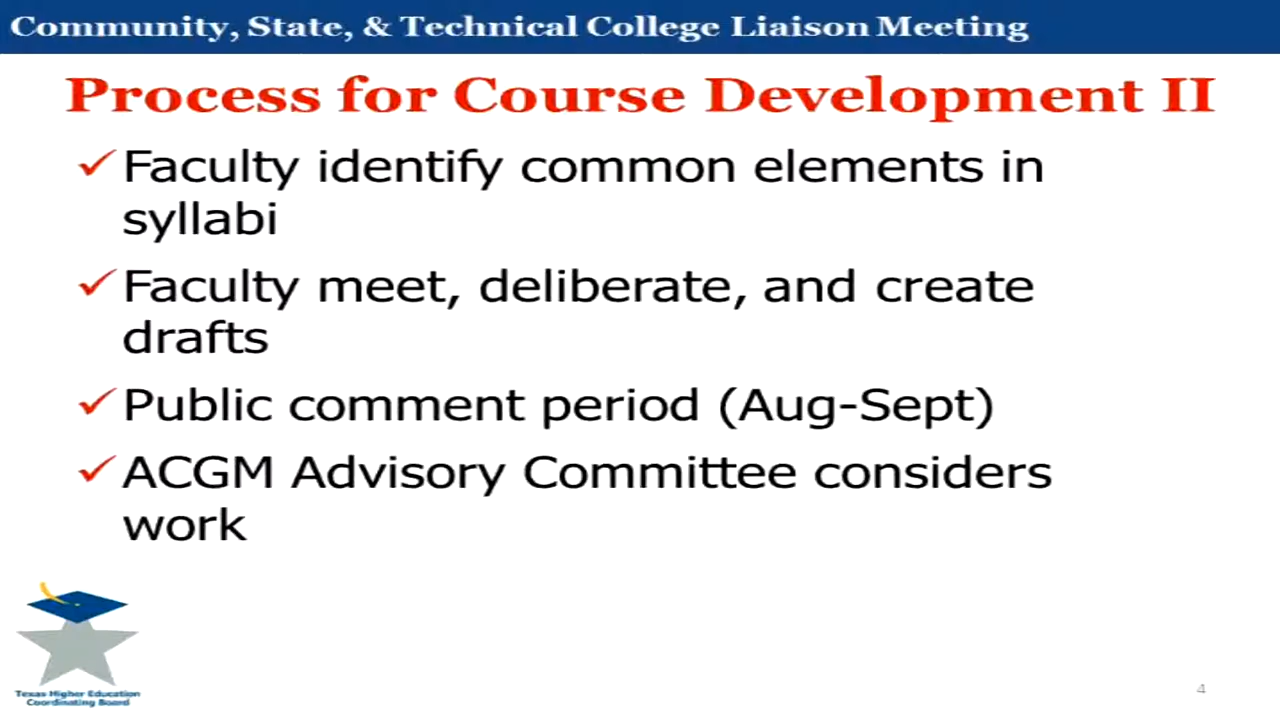 Community, State, & Technical College Liaison Meeting
Process for Course Development II
Faculty identify common elements in
syllabi
Faculty meet, deliberate, and create
drafts
Public comment period (Aug-Sept)
ACGM Advisory Committee considers
work
Texas Higher Education
Coordinating Board
4